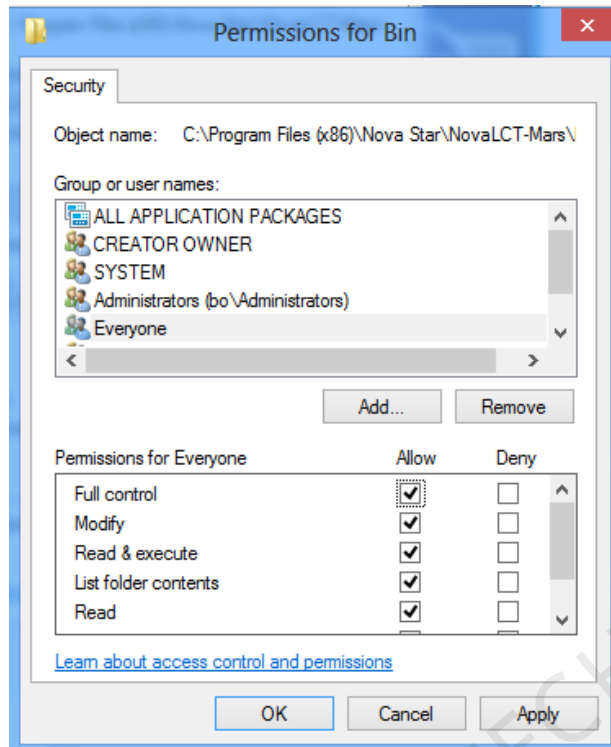 Permissions for Bin
Security
Object name: C:\Program Files (x86)\Nova Star\NovaLCT-Mars\
Group or user names:
ALL APPLICATION PACKAGES
CREATOR OWNER
SYSTEM
Administrators (bo\Administrators)
Everyone
Add... Remove
Permissions for Everyone Allow Deny
Full control
Modify
Read & execute
List folder contents
Read
Learn about access control and permissions
OK Cancel Apply